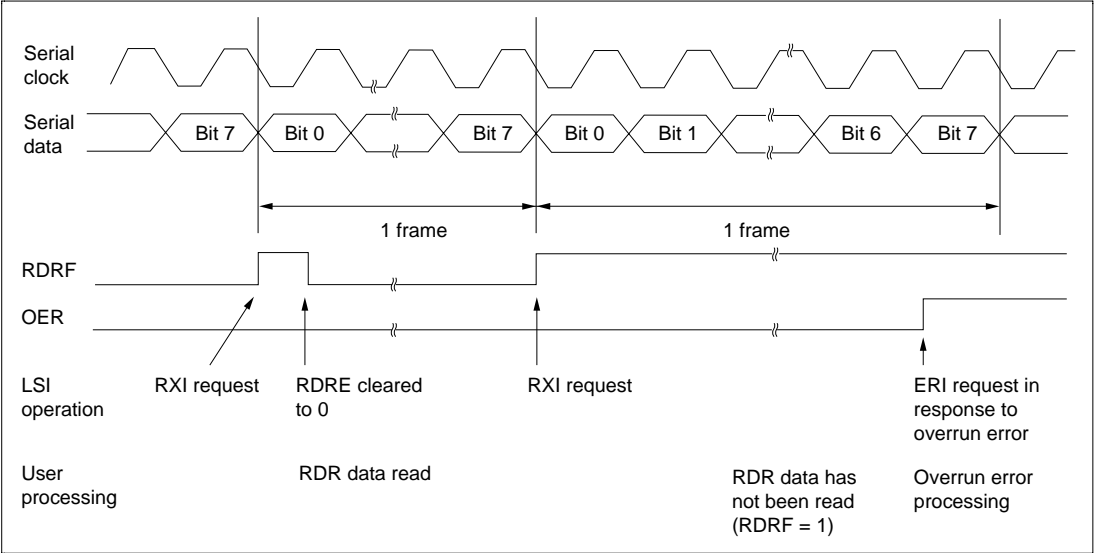 Serial
clock
Serial
data
Bit 7
Bit 0
Bit 7
Bit 0
Bit 1
Bit 6
Bit 7
1 frame
1 frame
RDRF
OER
LSI
operation
RXI request
RDRE cleared
to 0
RXI request
ERI request in
response to
overrun error
User
processing
RDR data read
RDR data has
not been read
(RDRF = 1)
Overrun error
processing